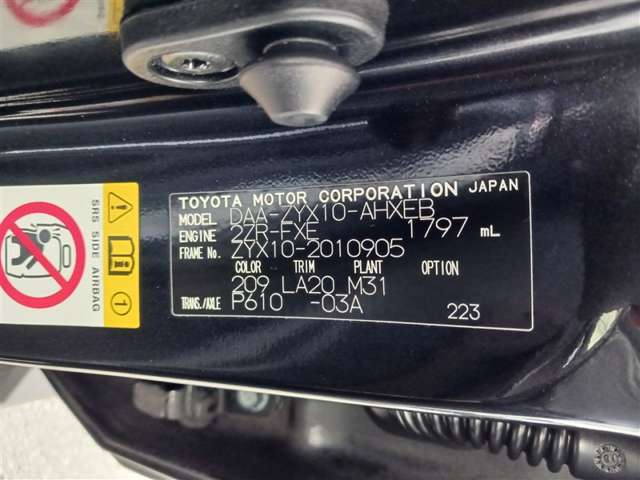 TOYOTA MOTOR CORPORATION JAPAN
MODEL DAA-ZYX10-AHXEB
ENGINE 2ZR-FXE 1797 mL
FRAME No. ZYX10-2010905
COLOR TRIM PLANT OPTION
209 LA20 M31
TRANS./AXLE P610 -03A
223
SRS SIDE AIRBAG
1